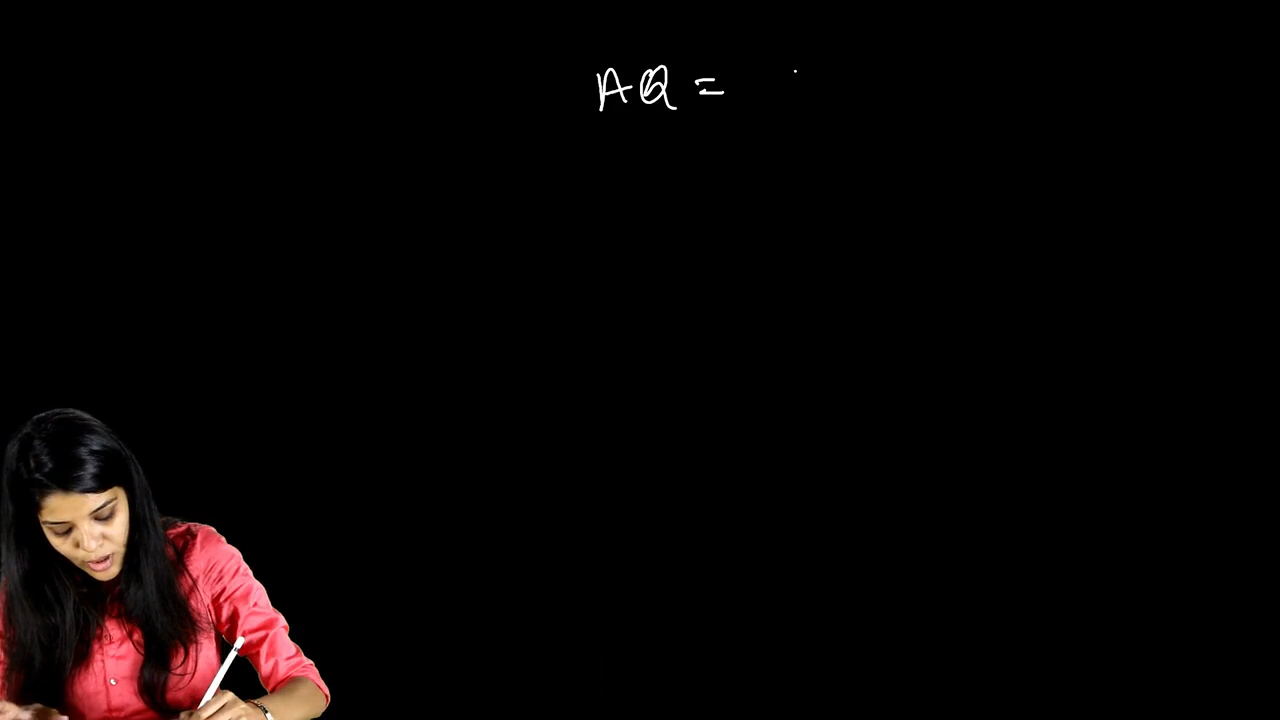 AQ =